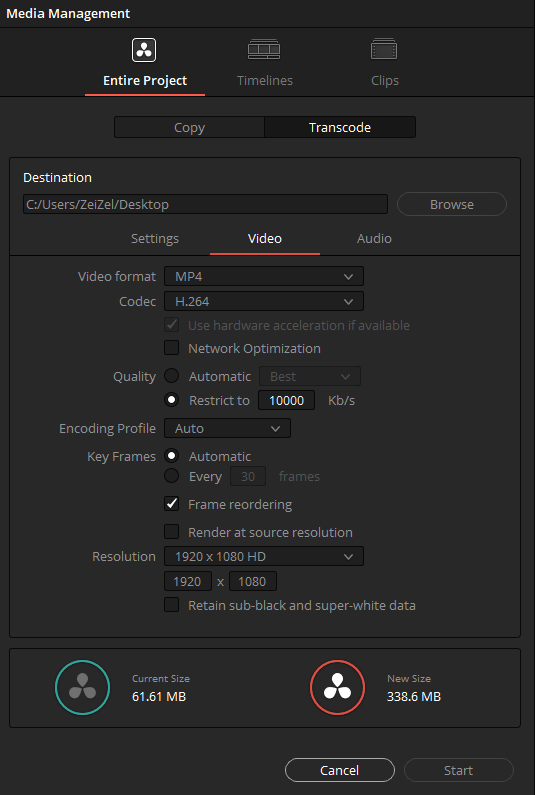 Media Management
Entire Project Timelines Clips
Copy Transcode
Destination
C:/Users/ZeiZel/Desktop Browse
Settings Video Audio
Video format MP4
Codec H.264
Use hardware acceleration if available
Network Optimization
Quality Automatic Best
Restrict to 10000 Kb/s
Encoding Profile Auto
Key Frames Automatic
Every 30 frames
Frame reordering
Render at source resolution
Resolution 1920 x 1080 HD
1920 x 1080
Retain sub-black and super-white data
Current Size New Size
61.61 MB 338.6 MB
Cancel Start